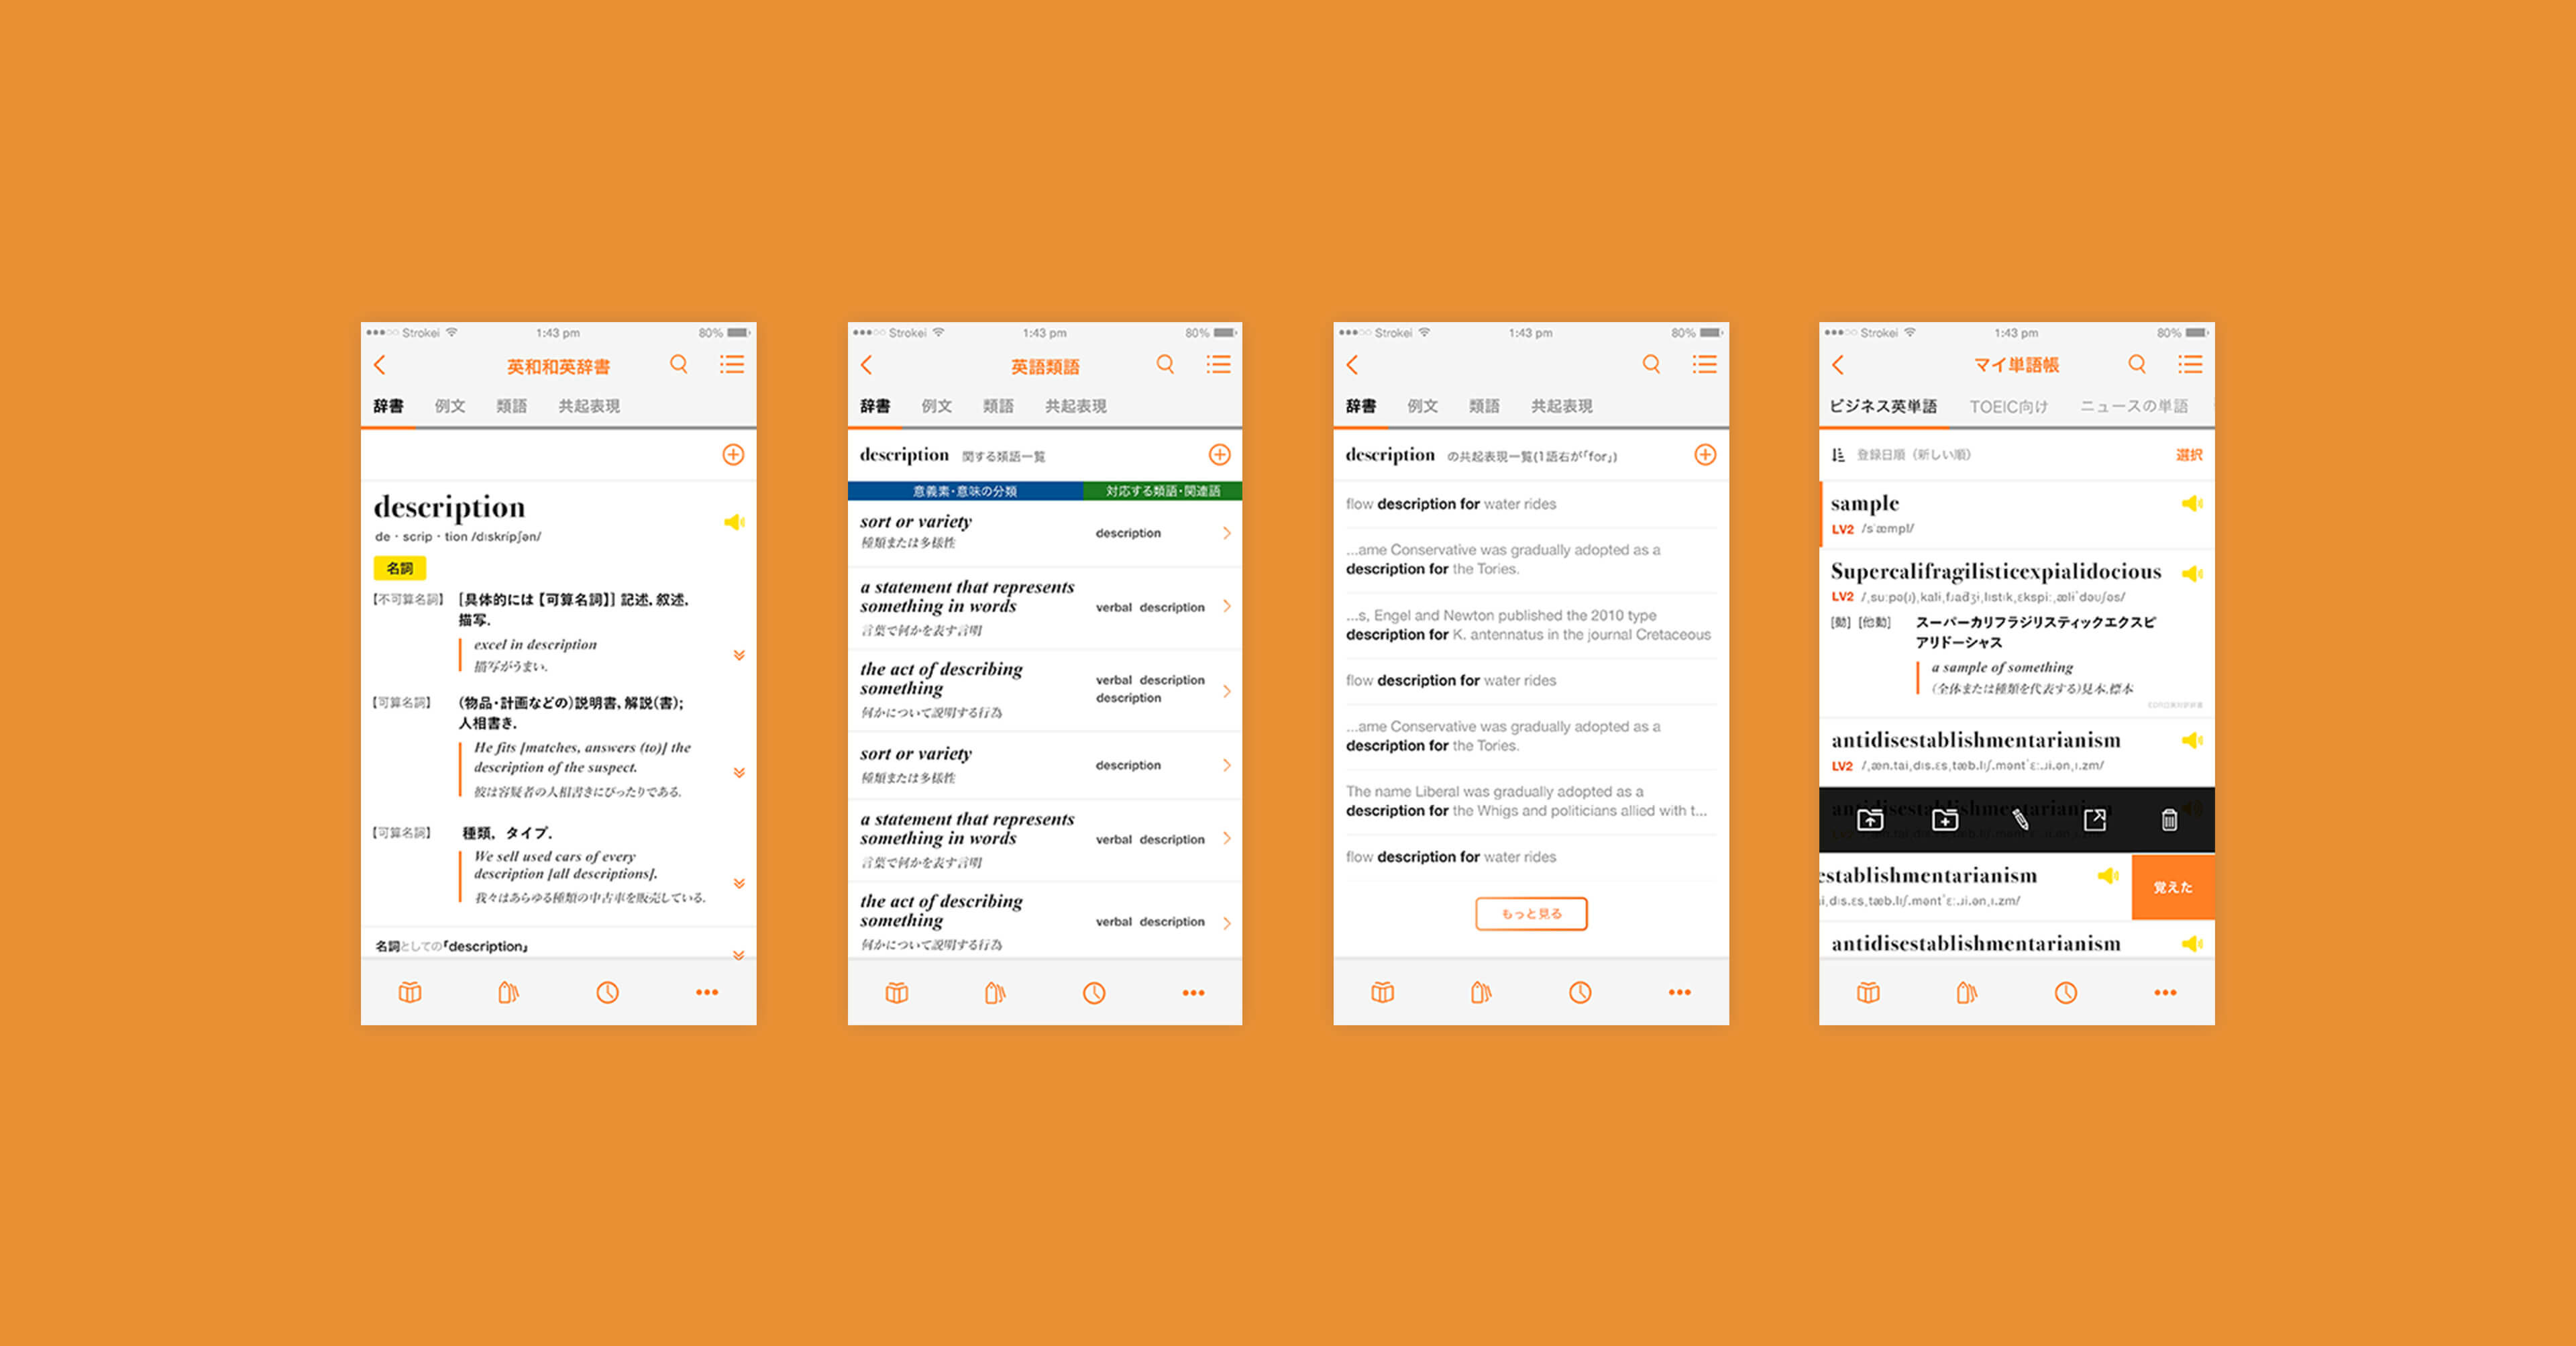 Strokei 1:43 pm 80%
英和和英辞書
辞書 例文 類語 共起表現
description
de・scrip・tion /dɪskrípʃən/
名詞
【不可算名詞】 [具体的には【可算名詞】] 記述, 叙述,
描写.
excel in description
描写がうまい.
【可算名詞】 (物品・計画などの)説明書, 解説(書);
人相書き.
He fits [matches, answers (to)] the
description of the suspect.
彼は容疑者の人相書きにぴったりである.
【可算名詞】 種類, タイプ.
We sell used cars of every
description [all descriptions].
我々はあらゆる種類の中古車を販売している.
名詞としての「description」
Strokei 1:43 pm 80%
英語類語
辞書 例文 類語 共起表現
description 関する類語一覧
意義素・意味の分類 対応する類語・関連語
sort or variety
種類または多様性
description
a statement that represents
something in words
言葉で何かを表す言明
verbal description
the act of describing
something
何かについて説明する行為
verbal description
description
sort or variety
種類または多様性
description
a statement that represents
something in words
言葉で何かを表す言明
verbal description
the act of describing
something
何かについて説明する行為
verbal description
Strokei 1:43 pm 80%
辞書 例文 類語 共起表現
description の共起表現一覧(1語右が「for」)
flow description for water rides
...ame Conservative was gradually adopted as a
description for the Tories.
...s, Engel and Newton published the 2010 type
description for K. antennatus in the journal Cretaceous
flow description for water rides
...ame Conservative was gradually adopted as a
description for the Tories.
The name Liberal was gradually adopted as a
description for the Whigs and politicians allied with t...
flow description for water rides
もっと見る
Strokei 1:43 pm 80%
マイ単語帳
ビジネス英単語 TOEIC向け ニュースの単語
登録日順（新しい順） 選択
sample
LV2 /sˈæmpl/
Supercalifragilisticexpialidocious
LV2 /ˌsuːpə(ɹ)ˌkaliˌfɹadʒiˌlɪstɪkˌɛkspiːˌæliˈdəʊʃəs/
[動] [他動] スーパーカリフラジリスティックエクスピ
アリドーシャス
a sample of something
(全体または種類を代表する)見本,標本
antidisestablishmentarianism
LV2 /ˌæn.taiˌdɪs.ɛsˌtæb.lɪʃ.məntˈɛː.ɹi.ənˌɪ.zm/
antidisestablishmentarianism
establishmentarianism
i,dɪs.ɛsˌtæb.lɪʃ.məntˈɛː.ɹi.ənˌɪ.zm/
覚えた
antidisestablishmentarianism